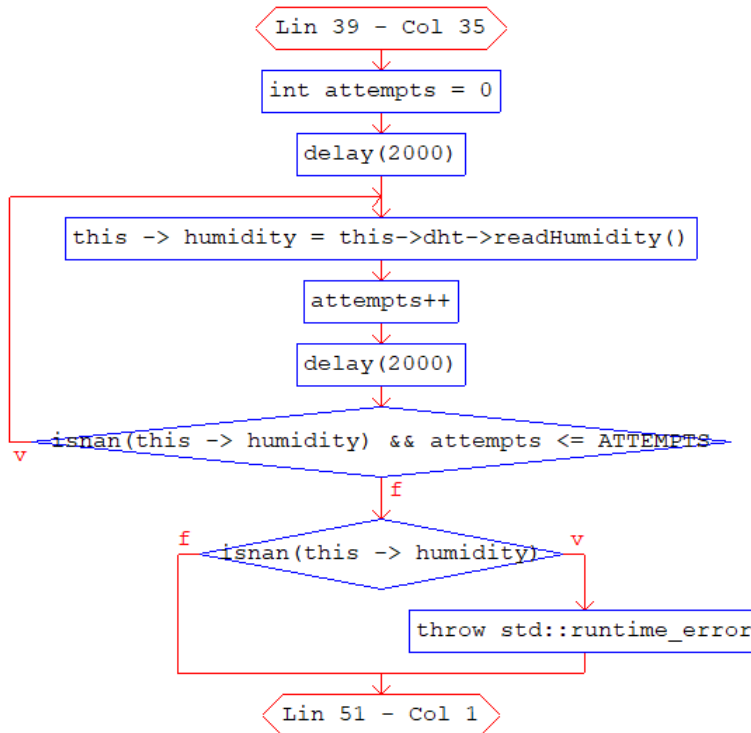 Lin 39 - Col 35
int attempts = 0
delay(2000)
this -> humidity = this->dht->readHumidity()
attempts++
delay(2000)
isnan(this -> humidity) && attempts <= ATTEMPTS
v
f
f
isnan(this -> humidity)
v
throw std::runtime_error
Lin 51 - Col 1